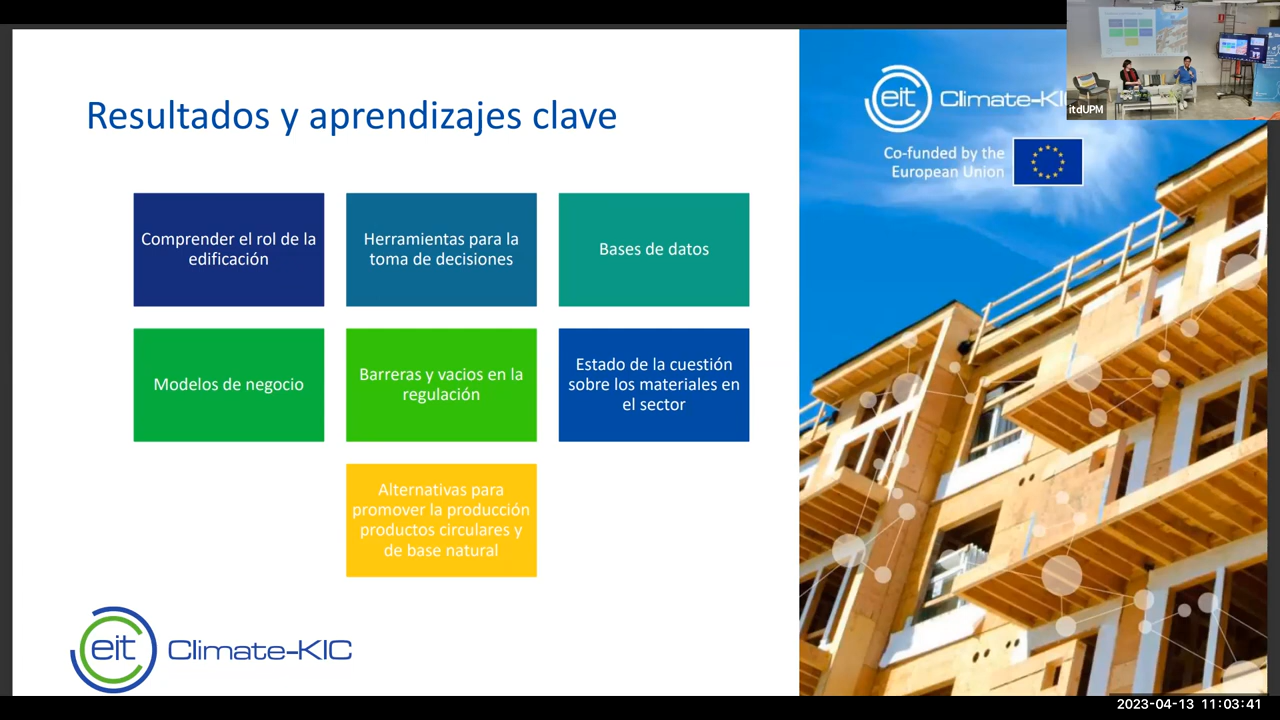 Resultados y aprendizajes clave
Comprender el rol de la
edificación
Herramientas para la
toma de decisiones
Bases de datos
Modelos de negocio
Barreras y vacios en la
regulación
Estado de la cuestión
sobre los materiales en
el sector
Alternativas para
promover la producción
productos circulares y
de base natural
eit Climate-KIC
eit Climate-KI
Co-funded by the
European Union
itdUPM
2023-04-13 11:03:41